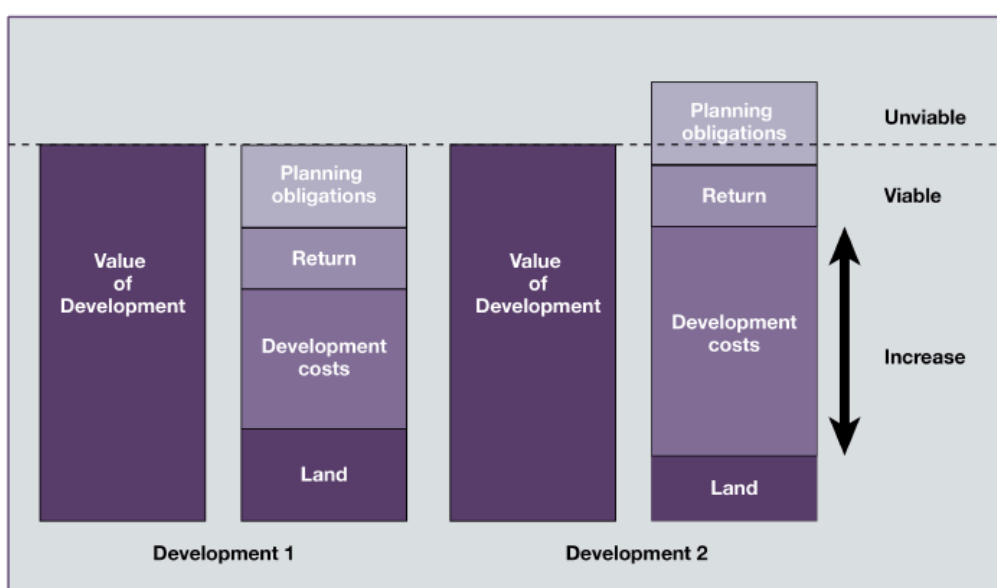 Value
of
Development
Planning
obligations
Return
Development
costs
Land
Development 1
Value
of
Development
Planning
obligations
Return
Development
costs
Land
Development 2
Unviable
Viable
Increase